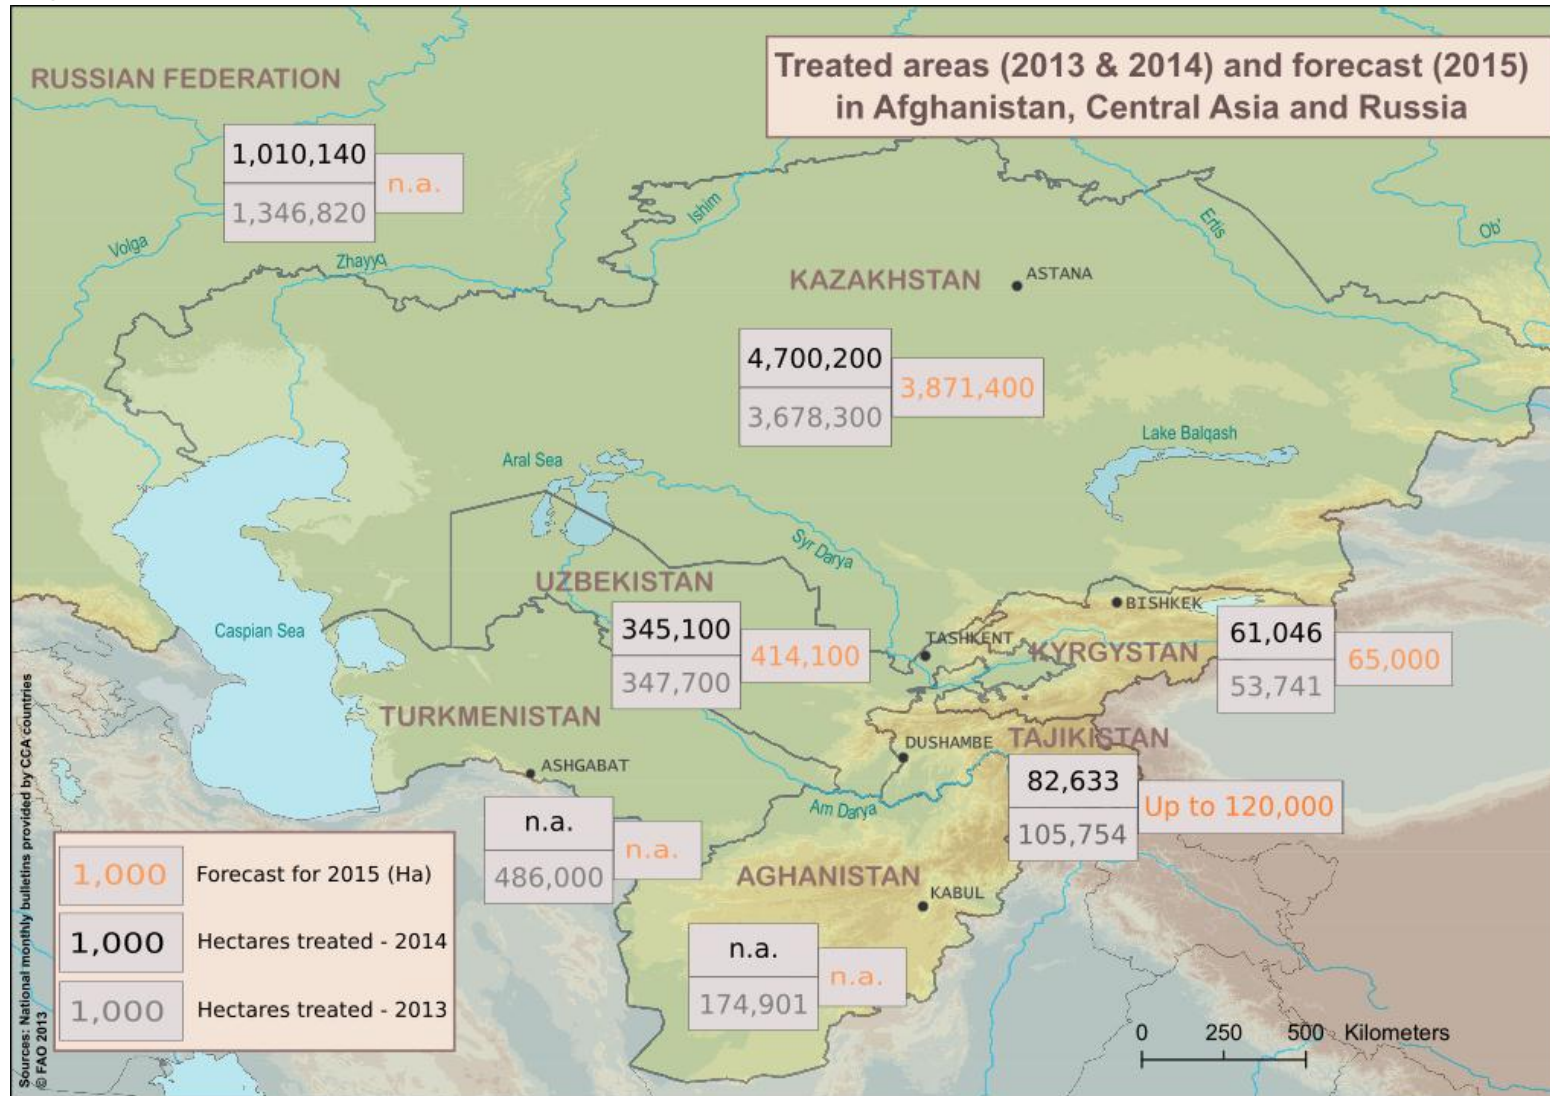 Treated areas (2013 & 2014) and forecast (2015)
in Afghanistan, Central Asia and Russia
RUSSIAN FEDERATION
1,010,140
n.a.
1,346,820
Volga
Zhayyq
Ishim
Ertis
Ob'
KAZAKHSTAN
ASTANA
4,700,200
3,871,400
3,678,300
Lake Balqash
Aral Sea
Syr Darya
UZBEKISTAN
345,100
414,100
347,700
TASHKENT
BISHKEK
KYRGYSTAN
61,046
65,000
53,741
Caspian Sea
TURKMENISTAN
ASHGABAT
n.a.
n.a.
486,000
DUSHAMBE
TAJIKISTAN
82,633
Up to 120,000
105,754
Am Darya
AGHANISTAN
KABUL
n.a.
n.a.
174,901
1,000 Forecast for 2015 (Ha)
1,000 Hectares treated - 2014
1,000 Hectares treated - 2013
0 250 500 Kilometers
Sources: National monthly bulletins provided by CCA countries
© FAO 2013